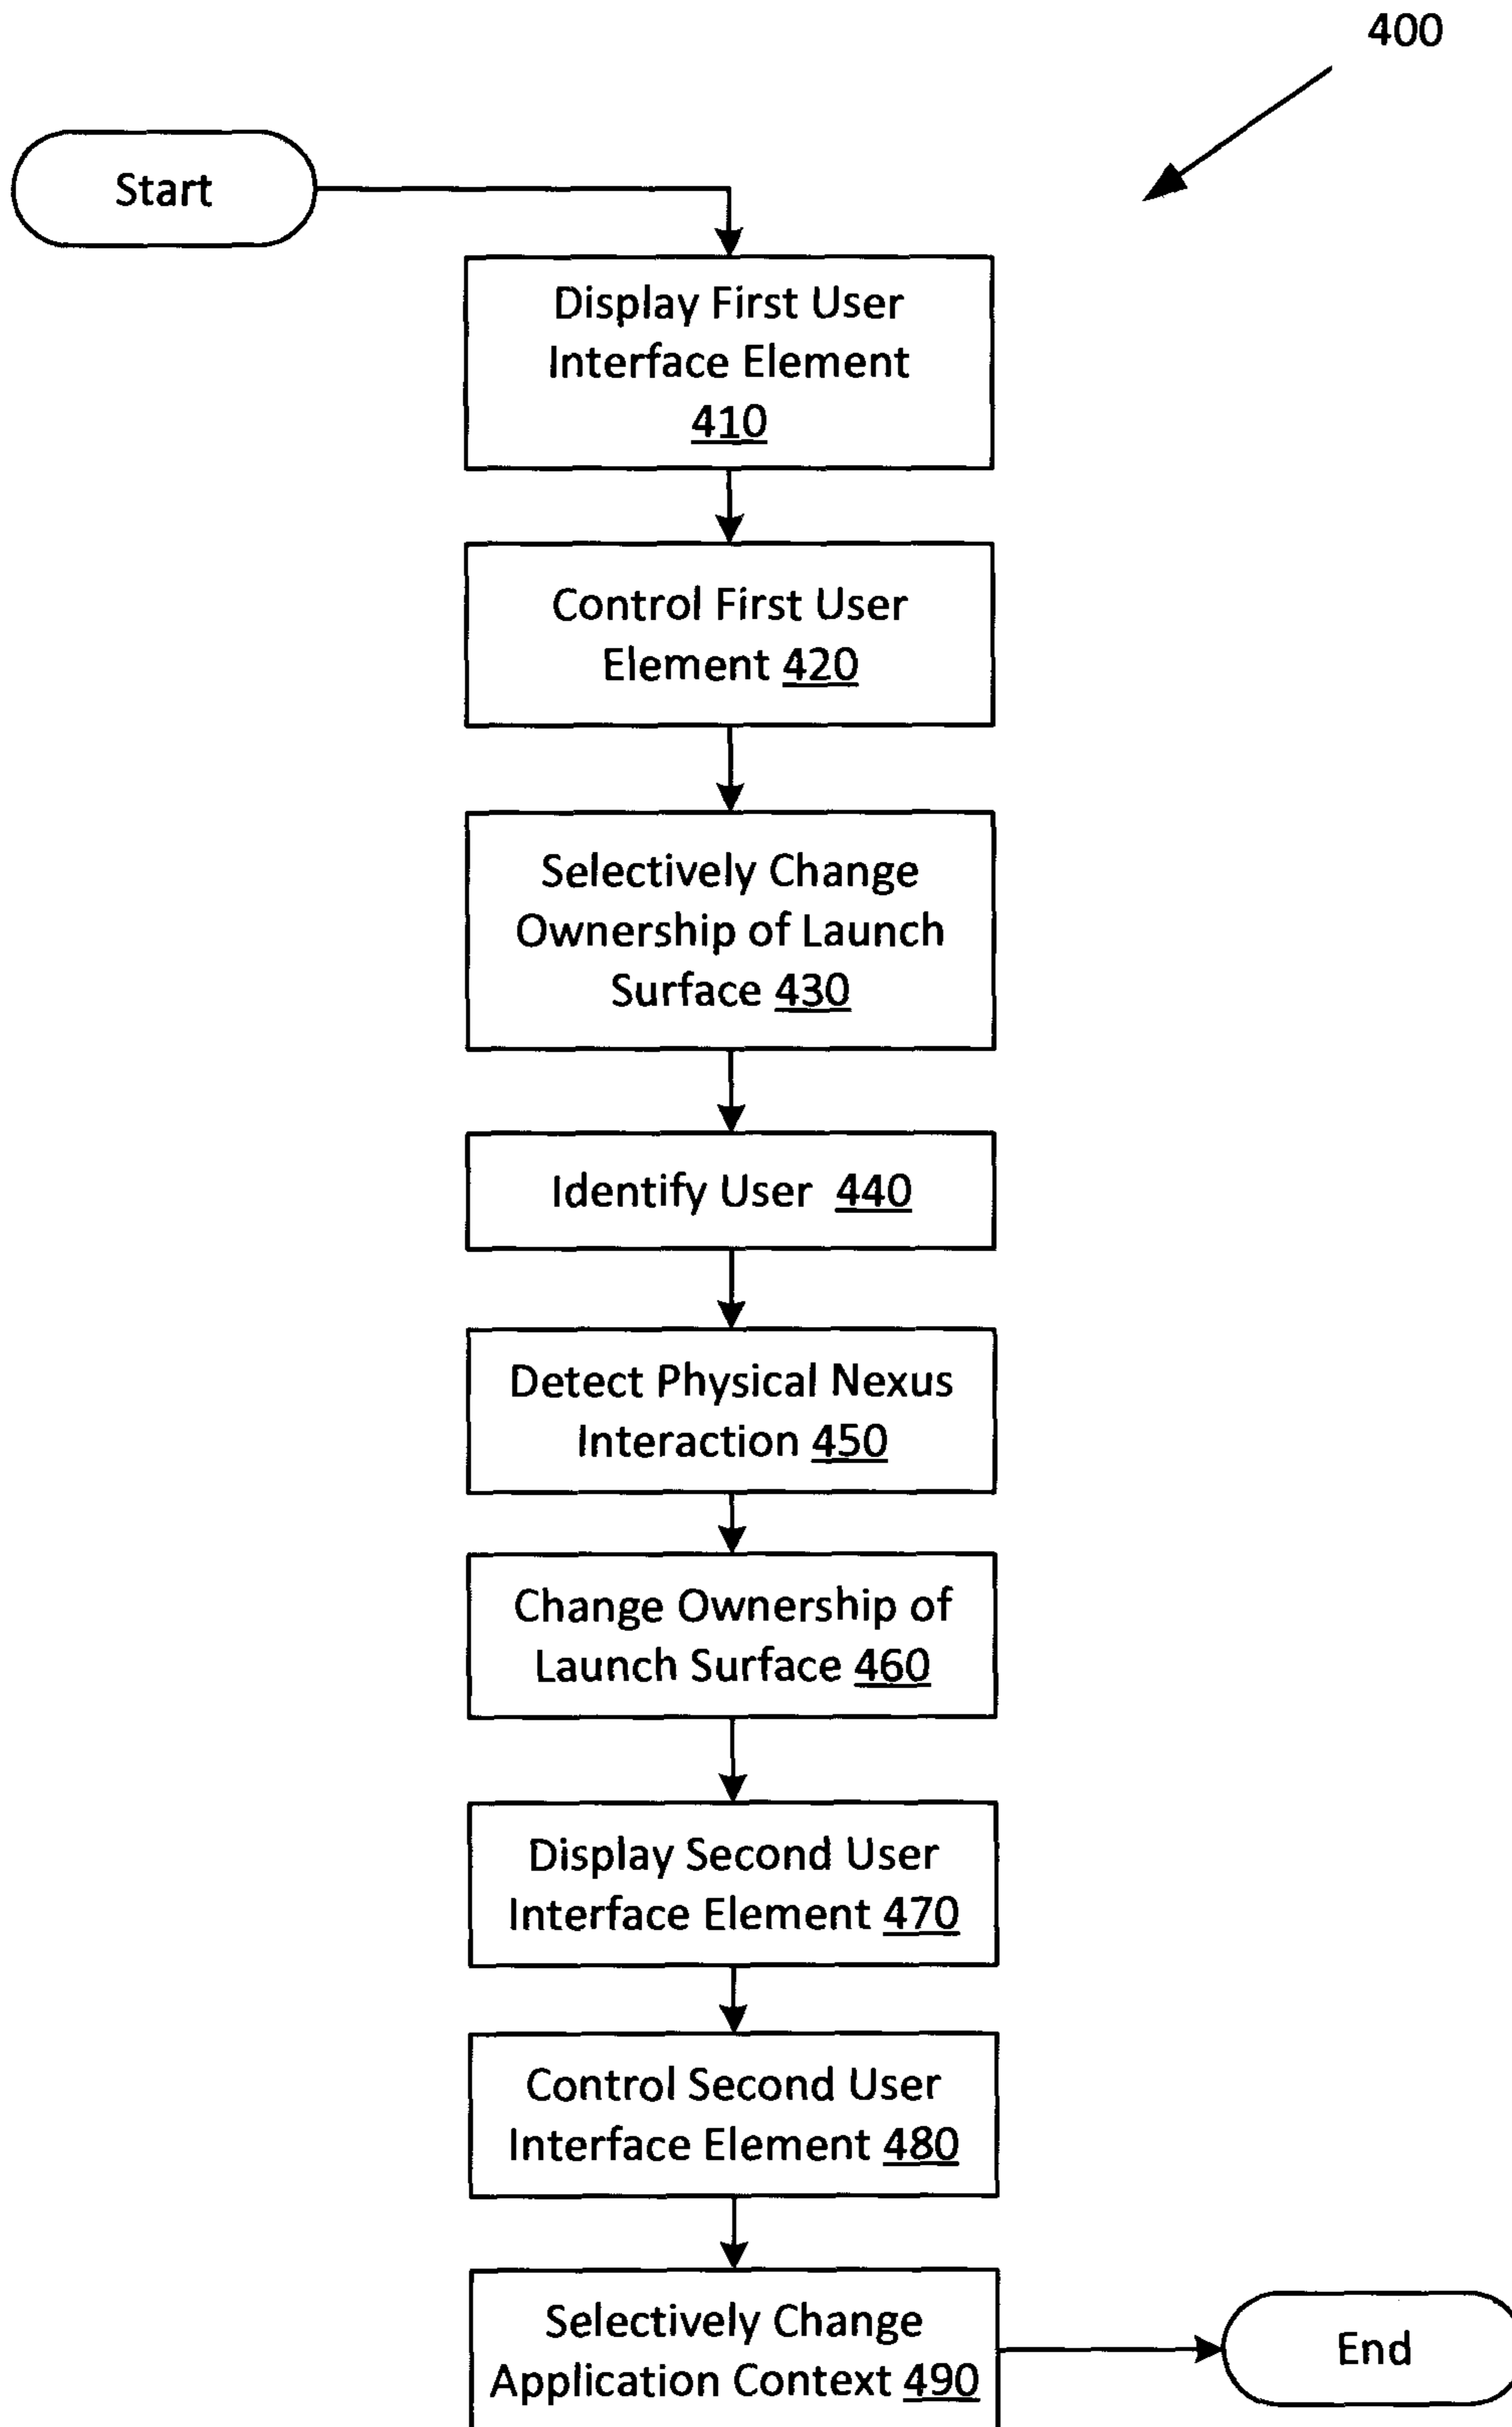 400
Start
Display First User
Interface Element
410
Control First User
Element 420
Selectively Change
Ownership of Launch
Surface 430
Identify User 440
Detect Physical Nexus
Interaction 450
Change Ownership of
Launch Surface 460
Display Second User
Interface Element 470
Control Second User
Interface Element 480
Selectively Change
Application Context 490
End